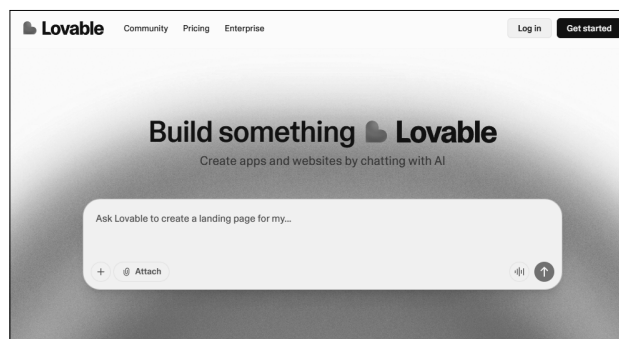 Lovable Community Pricing Enterprise Log in Get started
Build something Lovable
Create apps and websites by chatting with AI
Ask Lovable to create a landing page for my...
+ Attach